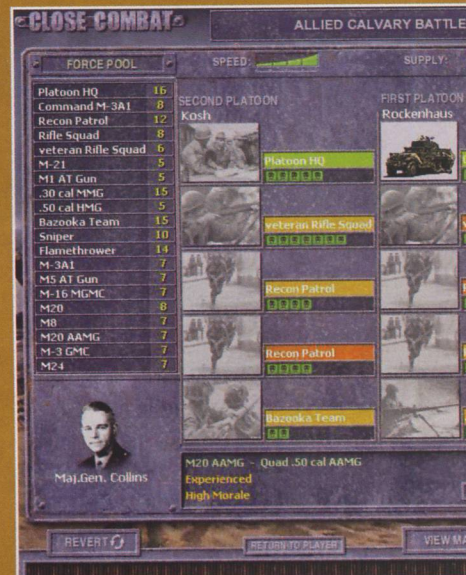 CLOSE COMBAT
ALLIED CALVARY BATTLE
FORCE POOL
SPEED:
SUPPLY:
Platoon HQ 16
Command M-3A1 8
Recon Patrol 12
Rifle Squad 8
veteran Rifle Squad 6
M-21 5
M1 AT Gun 5
.30 cal MMG 15
.50 cal HMG 5
Bazooka Team 15
Sniper 10
Flamethrower 14
M-3A1 7
M5 AT Gun 7
M-16 MGMC 7
M20 8
M8 7
M20 AAMG 7
M-3 GMC 7
M24 7
SECOND PLATOON
Kosh
Platoon HQ
veteran Rifle Squad
Recon Patrol
Recon Patrol
Bazooka Team
FIRST PLATOON
Rockenhaus
Maj.Gen. Collins
M20 AAMG - Quad .50 cal AAMG
Experienced
High Morale
REVERT
RETURN TO PLAYER
VIEW MA